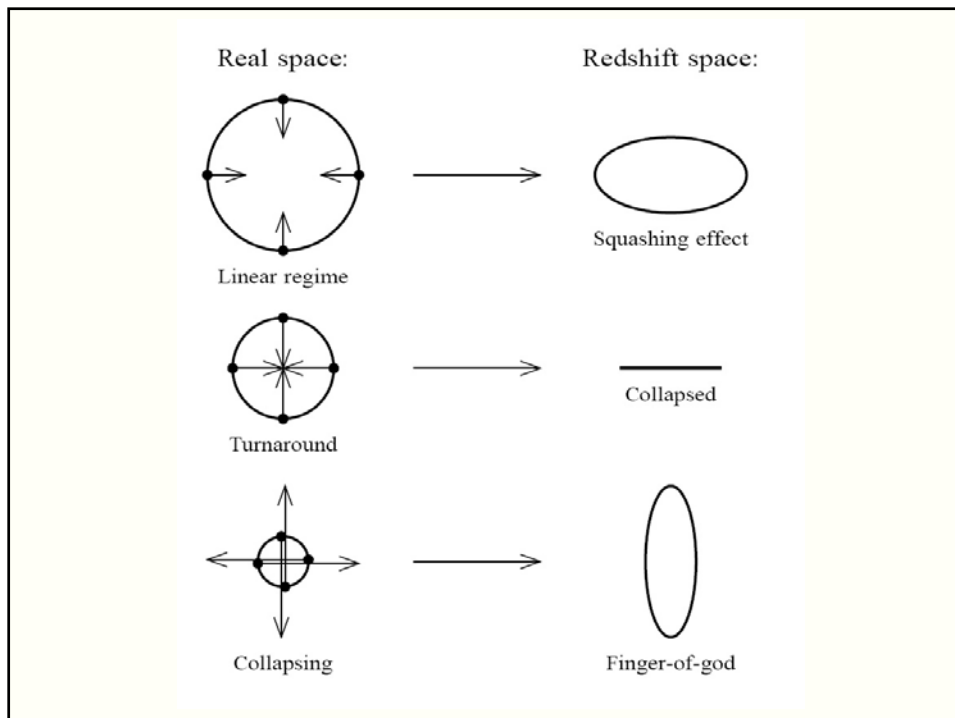 Real space:
Redshift space:
Linear regime
Squashing effect
Turnaround
Collapsed
Collapsing
Finger-of-god